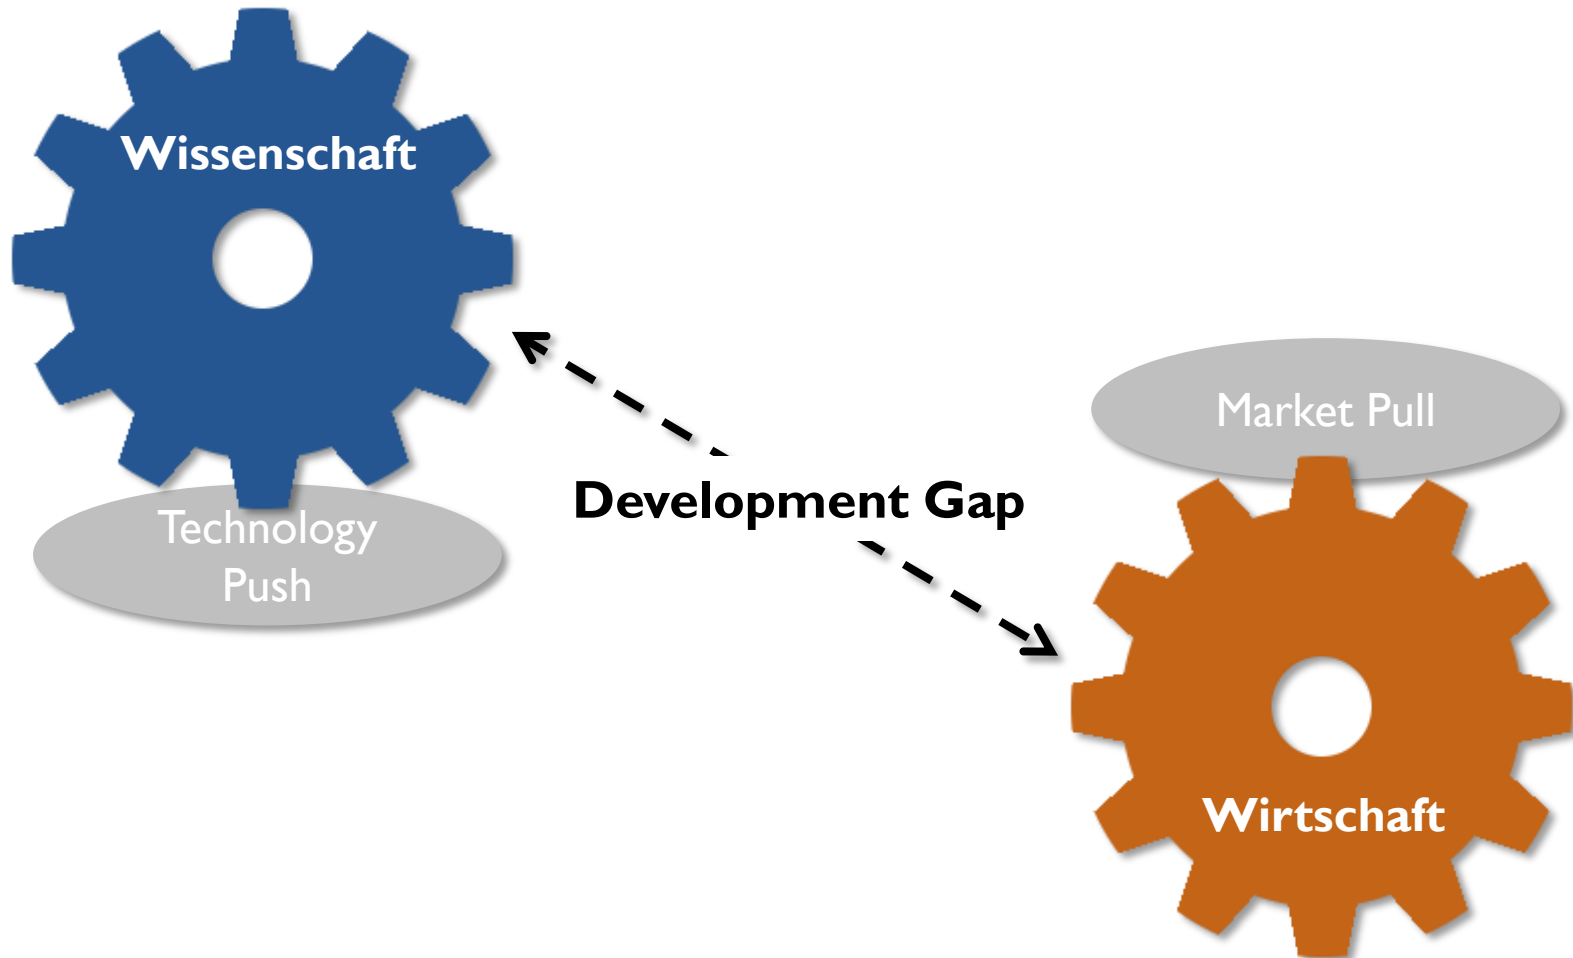 Wissenschaft
Technology
Push
Development Gap
Market Pull
Wirtschaft